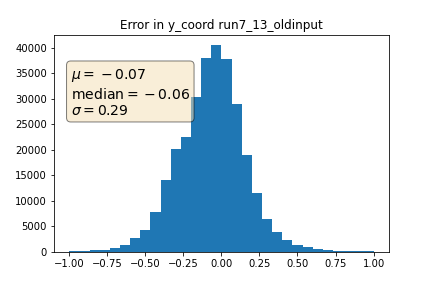 Error in y_coord run7_13_oldinput
40000
35000
30000
25000
20000
15000
10000
5000
0
μ = −0.07
median = −0.06
σ = 0.29
−1.00 −0.75 −0.50 −0.25 0.00 0.25 0.50 0.75 1.00